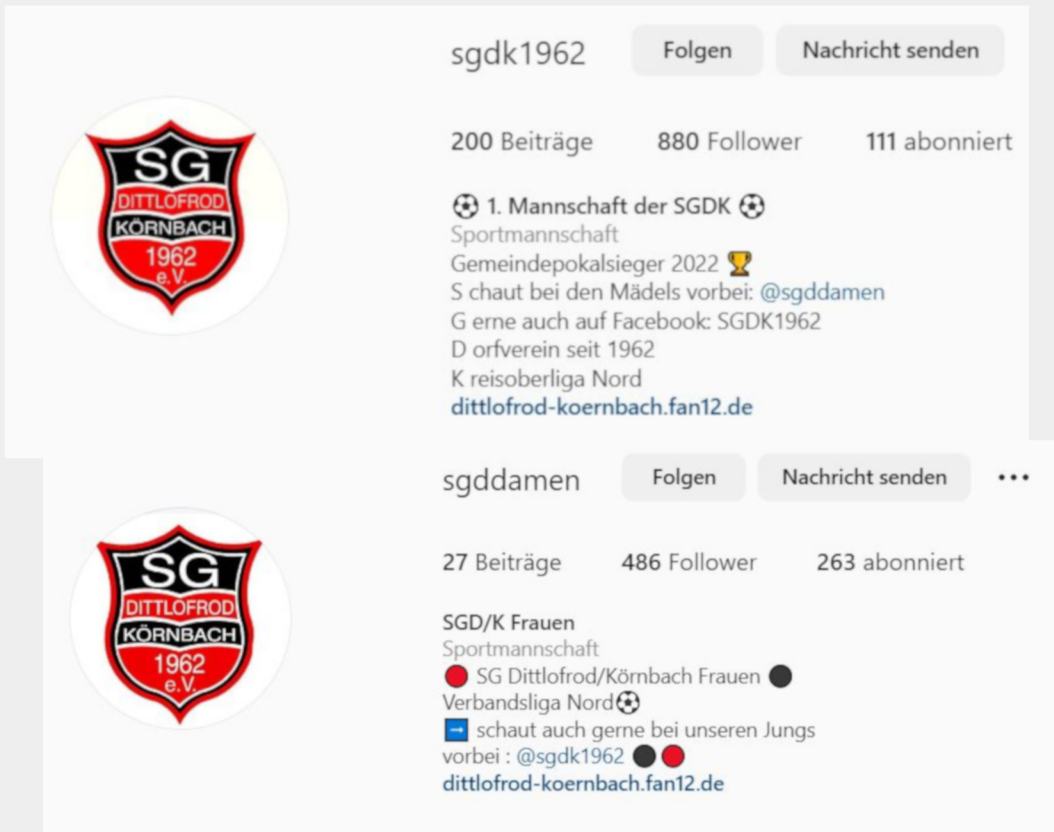 sgdk1962 Folgen Nachricht senden
200 Beiträge 880 Follower 111 abonniert
SG
DITTLOFROD
KÖRNBACH
1962
e.V.
⚽ 1. Mannschaft der SGDK ⚽
Sportmannschaft
Gemeindepokalsieger 2022 🏆
S chaut bei den Mädels vorbei: @sgddamen
G erne auch auf Facebook: SGDK1962
D orfverein seit 1962
K reisoberliga Nord
dittlofrod-koernbach.fan12.de
sgddamen Folgen Nachricht senden •••
27 Beiträge 486 Follower 263 abonniert
SG
DITTLOFROD
KÖRNBACH
1962
e.V.
SGD/K Frauen
Sportmannschaft
🔴 SG Dittlofrod/Körnbach Frauen ⚫
Verbandsliga Nord⚽
➡️ schaut auch gerne bei unseren Jungs
vorbei : @sgdk1962 ⚫🔴
dittlofrod-koernbach.fan12.de